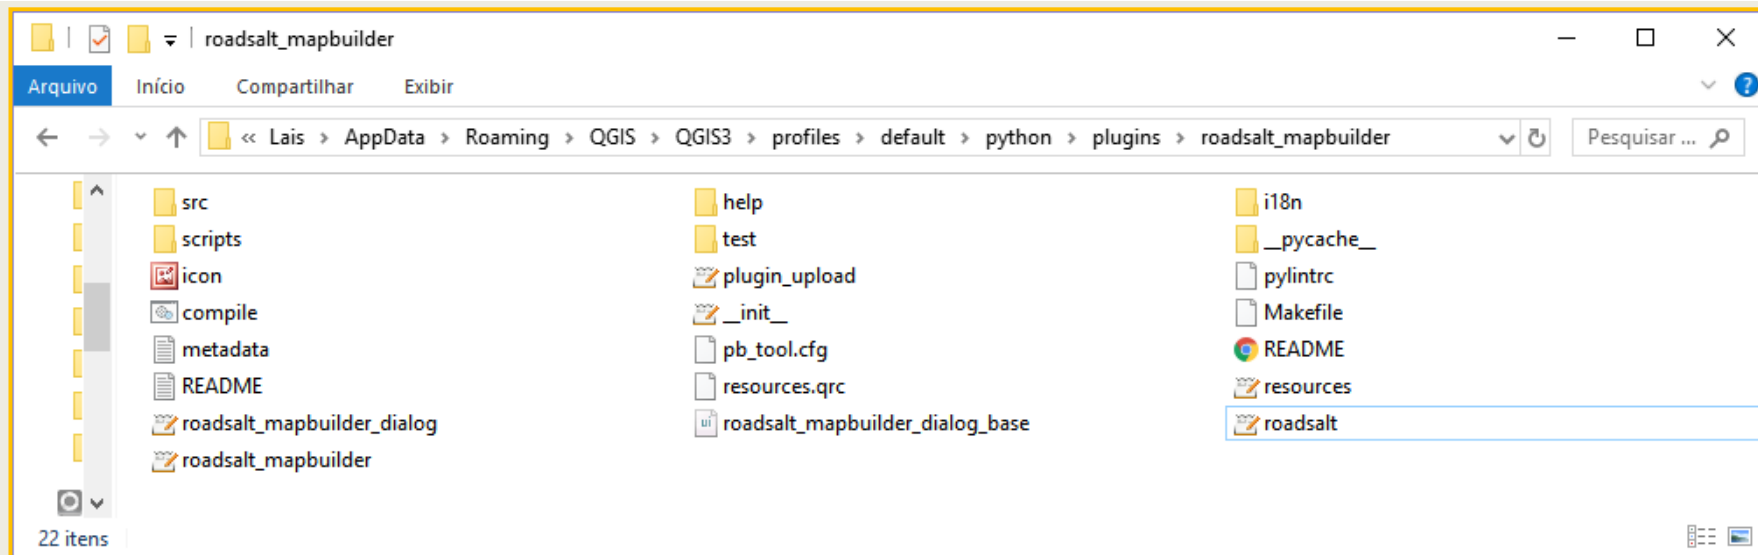 roadsalt_mapbuilder
Arquivo Início Compartilhar Exibir
« Lais > AppData > Roaming > QGIS > QGIS3 > profiles > default > python > plugins > roadsalt_mapbuilder Pesquisar ...
src help i18n
scripts test __pycache__
icon plugin_upload pylintrc
compile __init__ Makefile
metadata pb_tool.cfg README
README resources.qrc resources
roadsalt_mapbuilder_dialog roadsalt_mapbuilder_dialog_base roadsalt
roadsalt_mapbuilder
22 itens